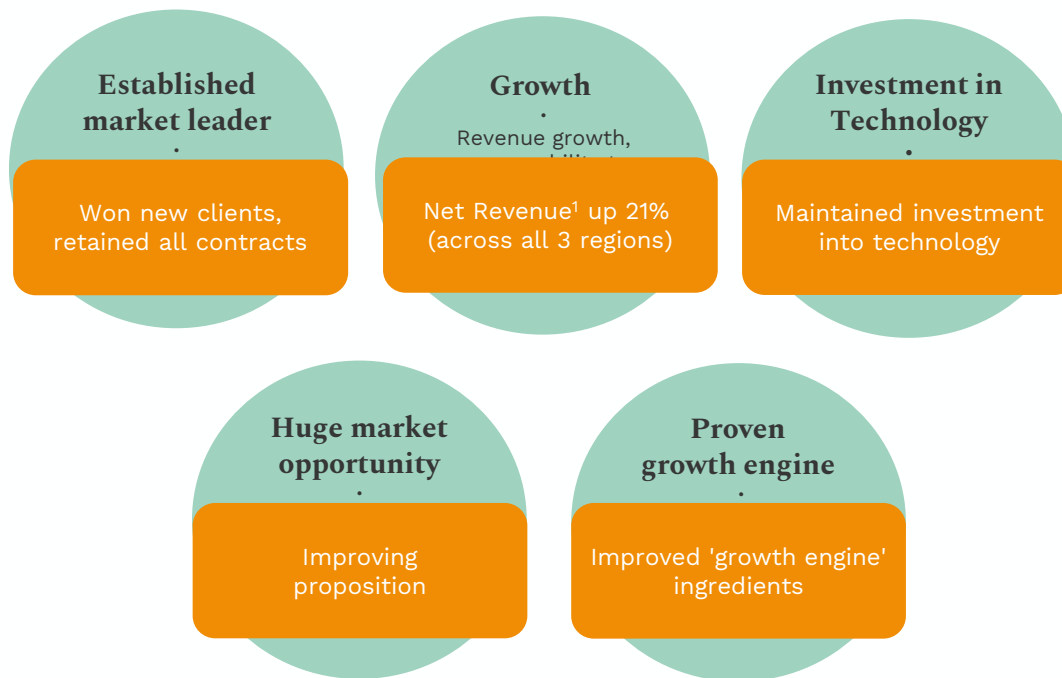 Established
market leader
•
Won new clients,
retained all contracts
Growth
•
Revenue growth,
Net Revenue¹ up 21%
(across all 3 regions)
Investment in
Technology
•
Maintained investment
into technology
Huge market
opportunity
•
Improving
proposition
Proven
growth engine
•
Improved 'growth engine'
ingredients